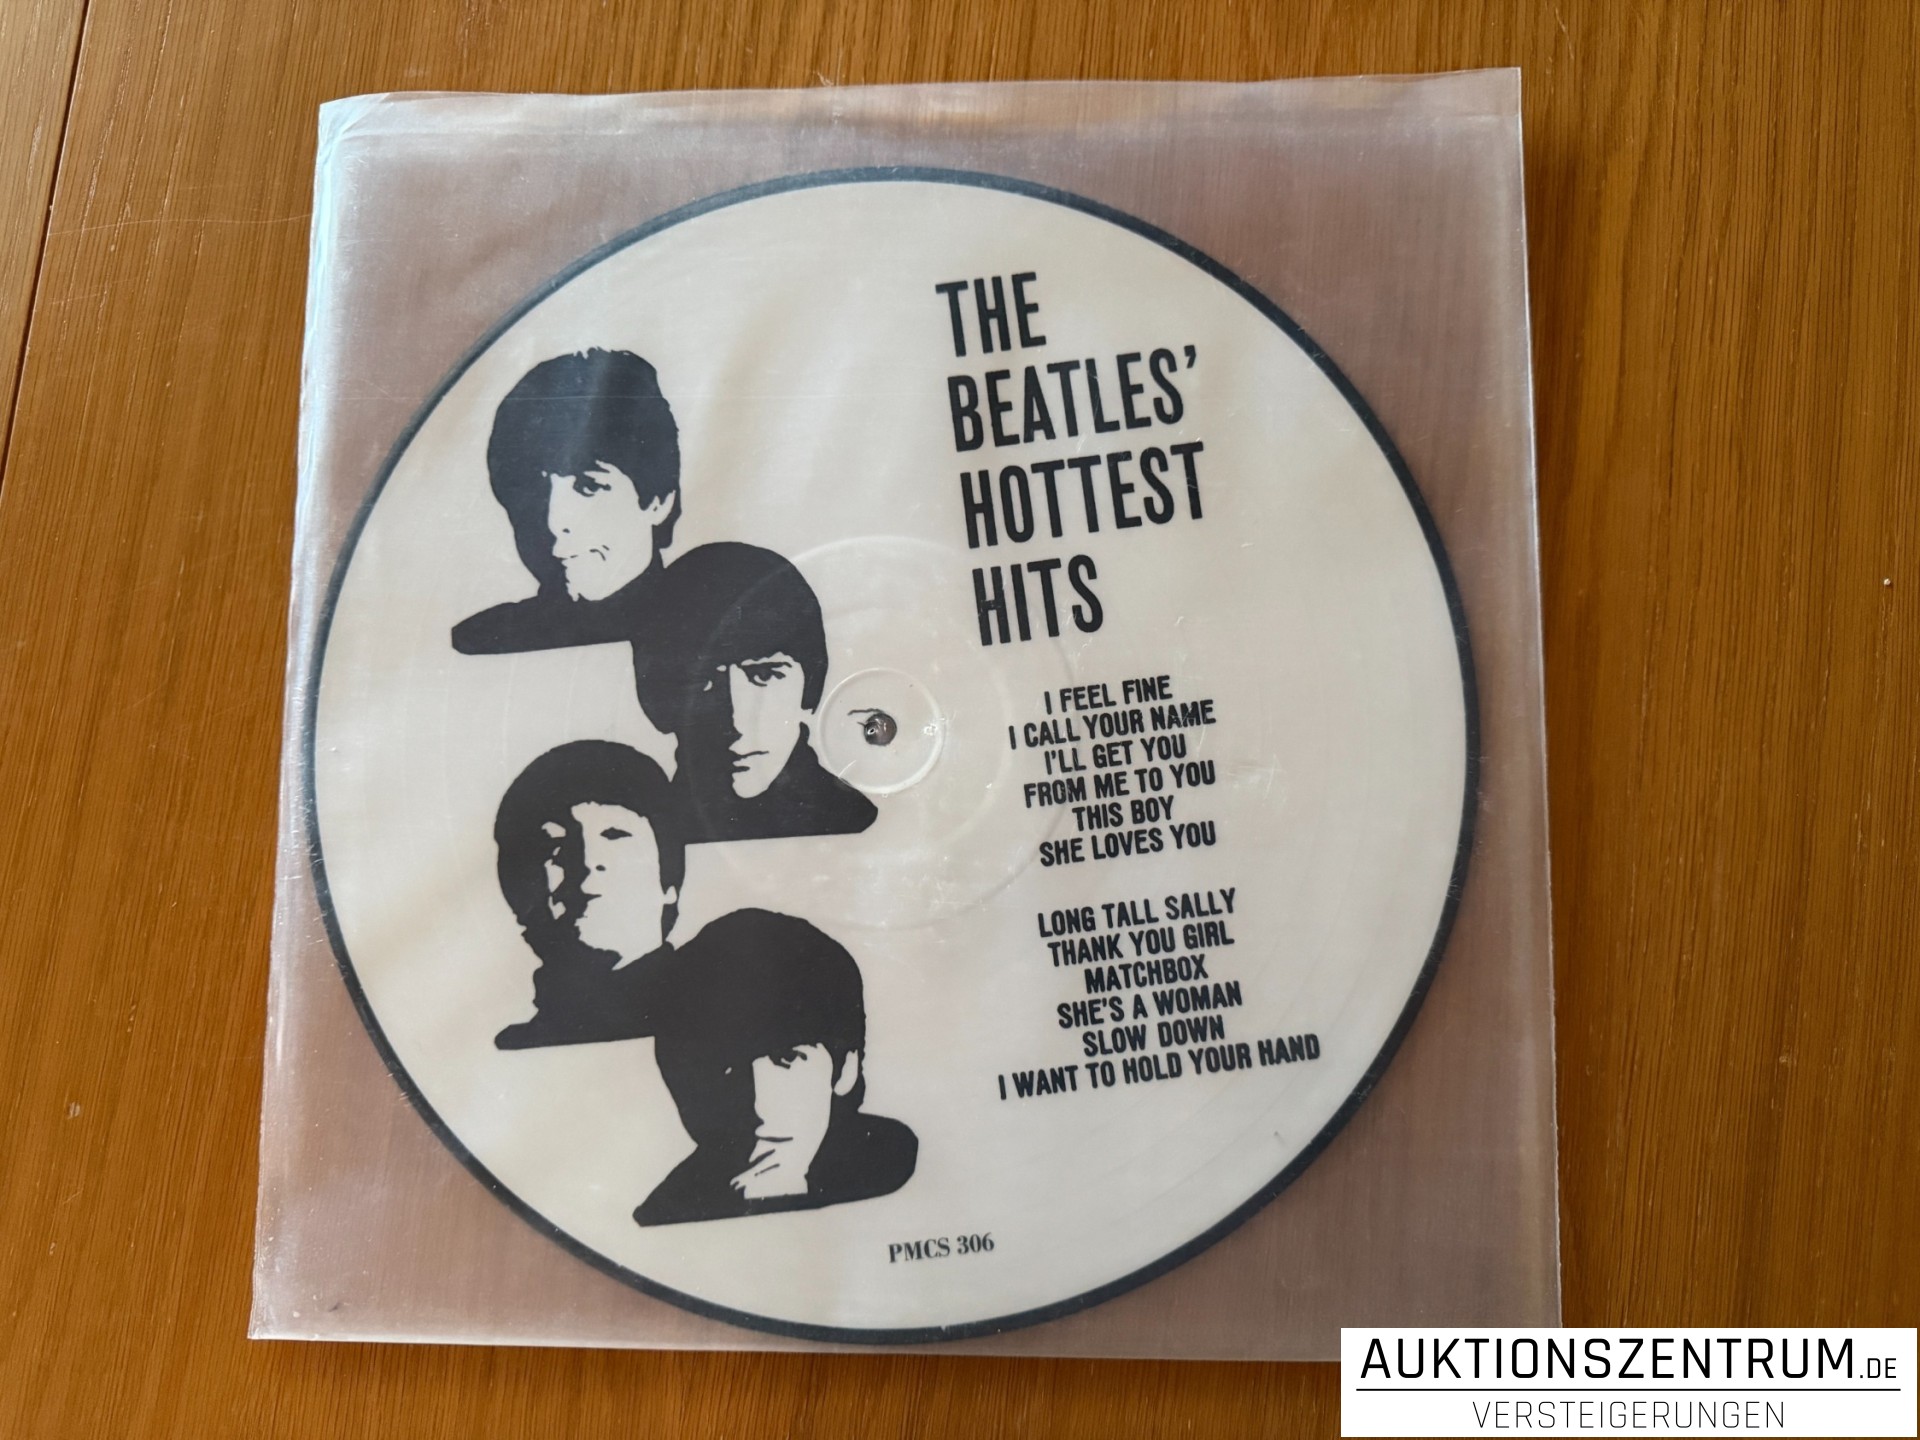 THE
BEATLES’
HOTTEST
HITS
I FEEL FINE
I CALL YOUR NAME
I'LL GET YOU
FROM ME TO YOU
THIS BOY
SHE LOVES YOU
LONG TALL SALLY
THANK YOU GIRL
MATCHBOX
SHE'S A WOMAN
SLOW DOWN
I WANT TO HOLD YOUR HAND
PMCS 306
AUKTIONSZENTRUM.DE
VERSTEIGERUNGEN